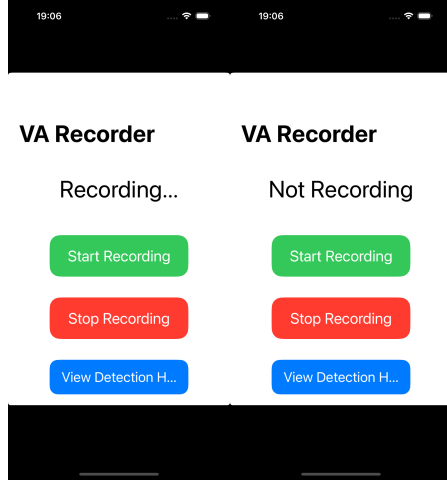 19:06
VA Recorder
Recording...
Start Recording
Stop Recording
View Detection H...
19:06
VA Recorder
Not Recording
Start Recording
Stop Recording
View Detection H...